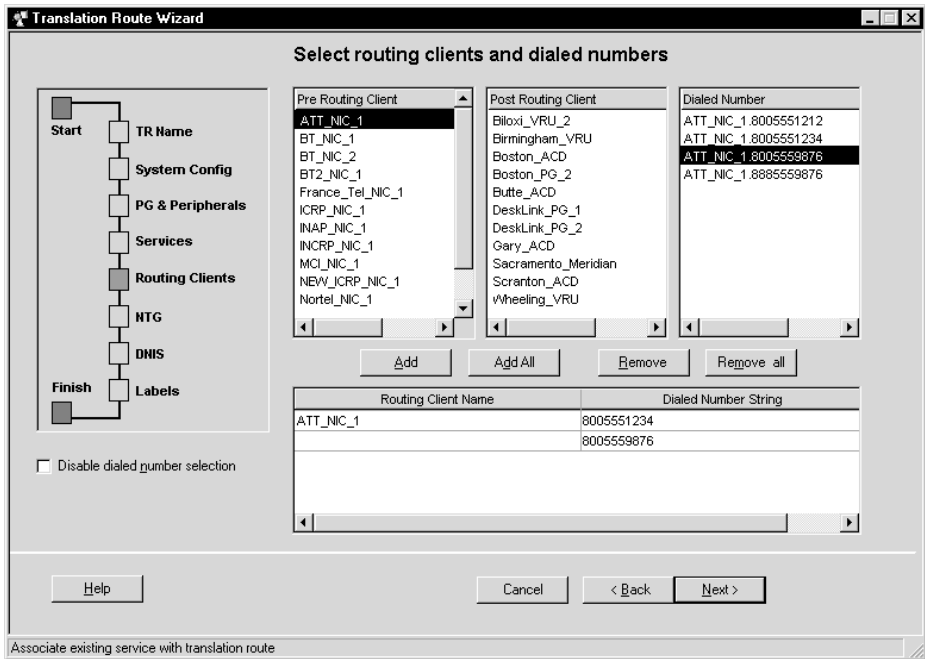 Translation Route Wizard
Select routing clients and dialed numbers
Start
TR Name
System Config
PG & Peripherals
Services
Routing Clients
NTG
DNIS
Finish
Labels
Disable dialed number selection
Pre Routing Client
ATT_NIC_1
BT_NIC_1
BT_NIC_2
BT2_NIC_1
France_Tel_NIC_1
ICRP_NIC_1
INAP_NIC_1
INCRP_NIC_1
MCI_NIC_1
NEW_ICRP_NIC_1
Nortel_NIC_1
Post Routing Client
Biloxi_VRU_2
Birmingham_VRU
Boston_ACD
Boston_PG_2
Butte_ACD
DeskLink_PG_1
DeskLink_PG_2
Gary_ACD
Sacramento_Meridian
Scranton_ACD
Wheeling_VRU
Dialed Number
ATT_NIC_1.8005551212
ATT_NIC_1.8005551234
ATT_NIC_1.8005559876
ATT_NIC_1.8885559876
Add
Add All
Remove
Remove all
Routing Client Name Dialed Number String
ATT_NIC_1 8005551234
8005559876
Help
Cancel
< Back
Next >
Associate existing service with translation route